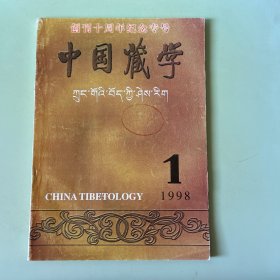 创刊十周年纪念专号
中国藏学
ཀྲུང་གོའི་བོད་ཀྱི་ཤེས་རིག
1
CHINA TIBETOLOGY 1998